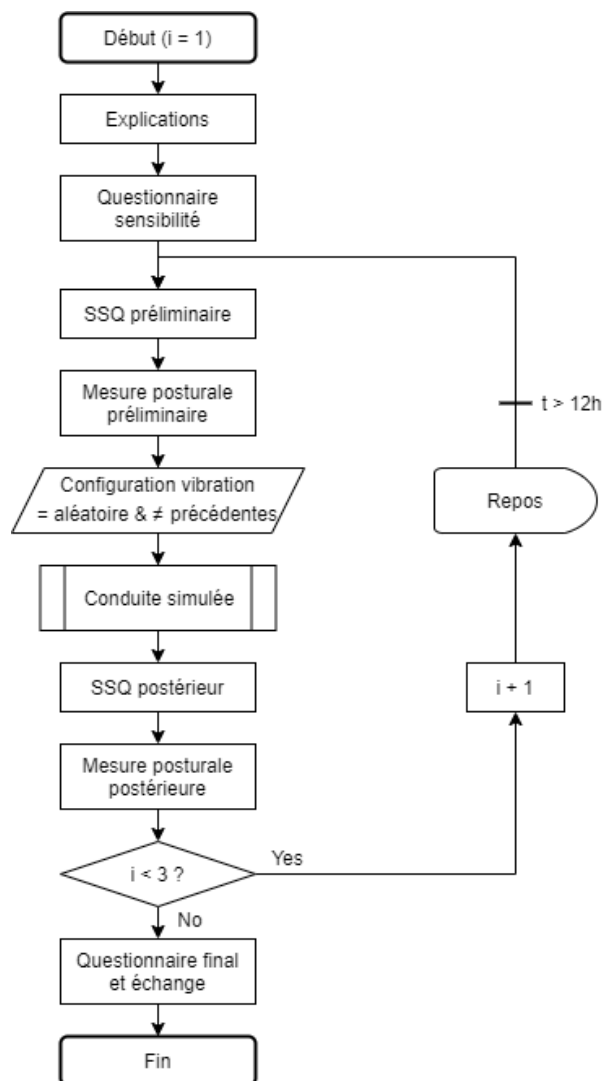 Début (i = 1)
Explications
Questionnaire
sensibilité
SSQ préliminaire
Mesure posturale
préliminaire
t > 12h
Configuration vibration
= aléatoire & ≠ précédentes
Repos
Conduite simulée
SSQ postérieur
i + 1
Mesure posturale
postérieure
i < 3 ?
Yes
No
Questionnaire final
et échange
Fin